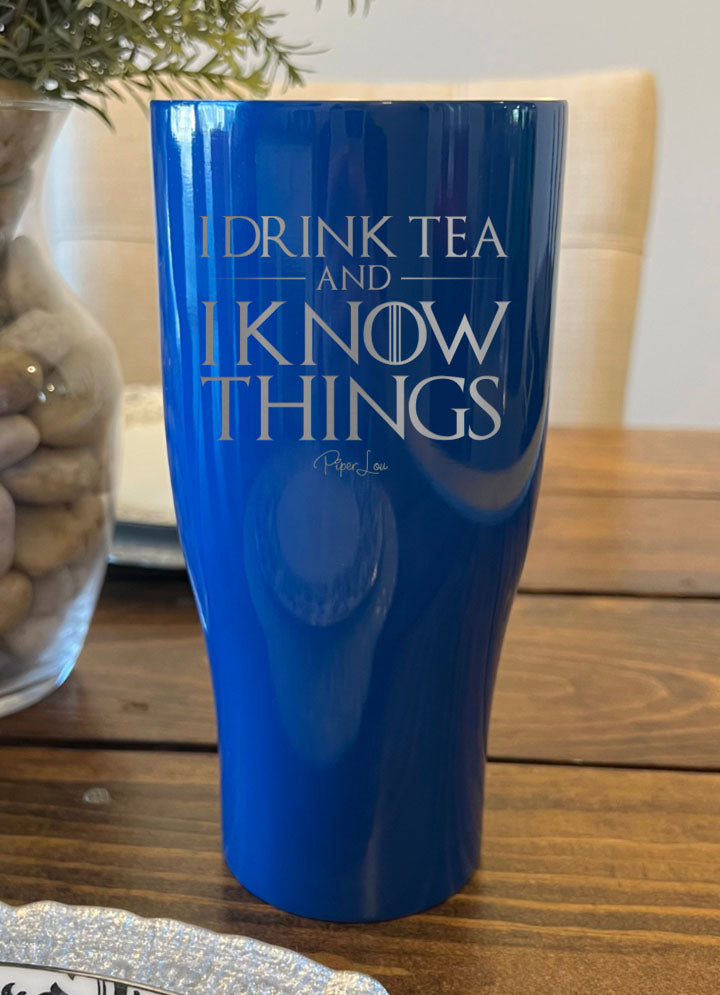 I DRINK TEA
AND
I KNOW
THINGS
Piper Lou